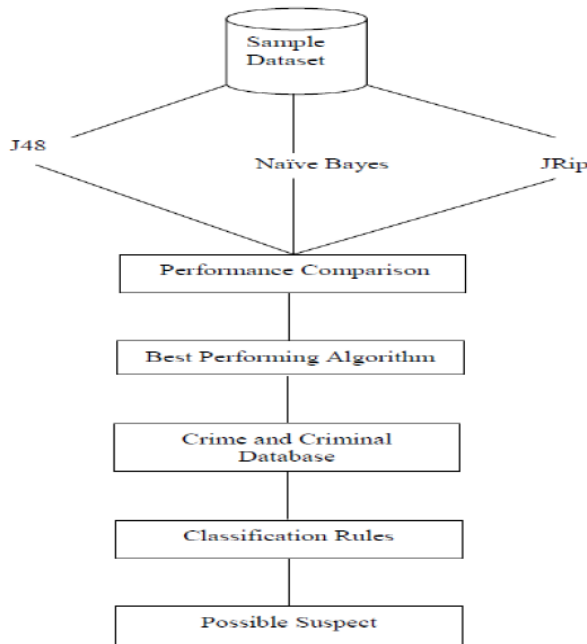 Sample
Dataset
J48
Naïve Bayes
JRip
Performance Comparison
Best Performing Algorithm
Crime and Criminal
Database
Classification Rules
Possible Suspect